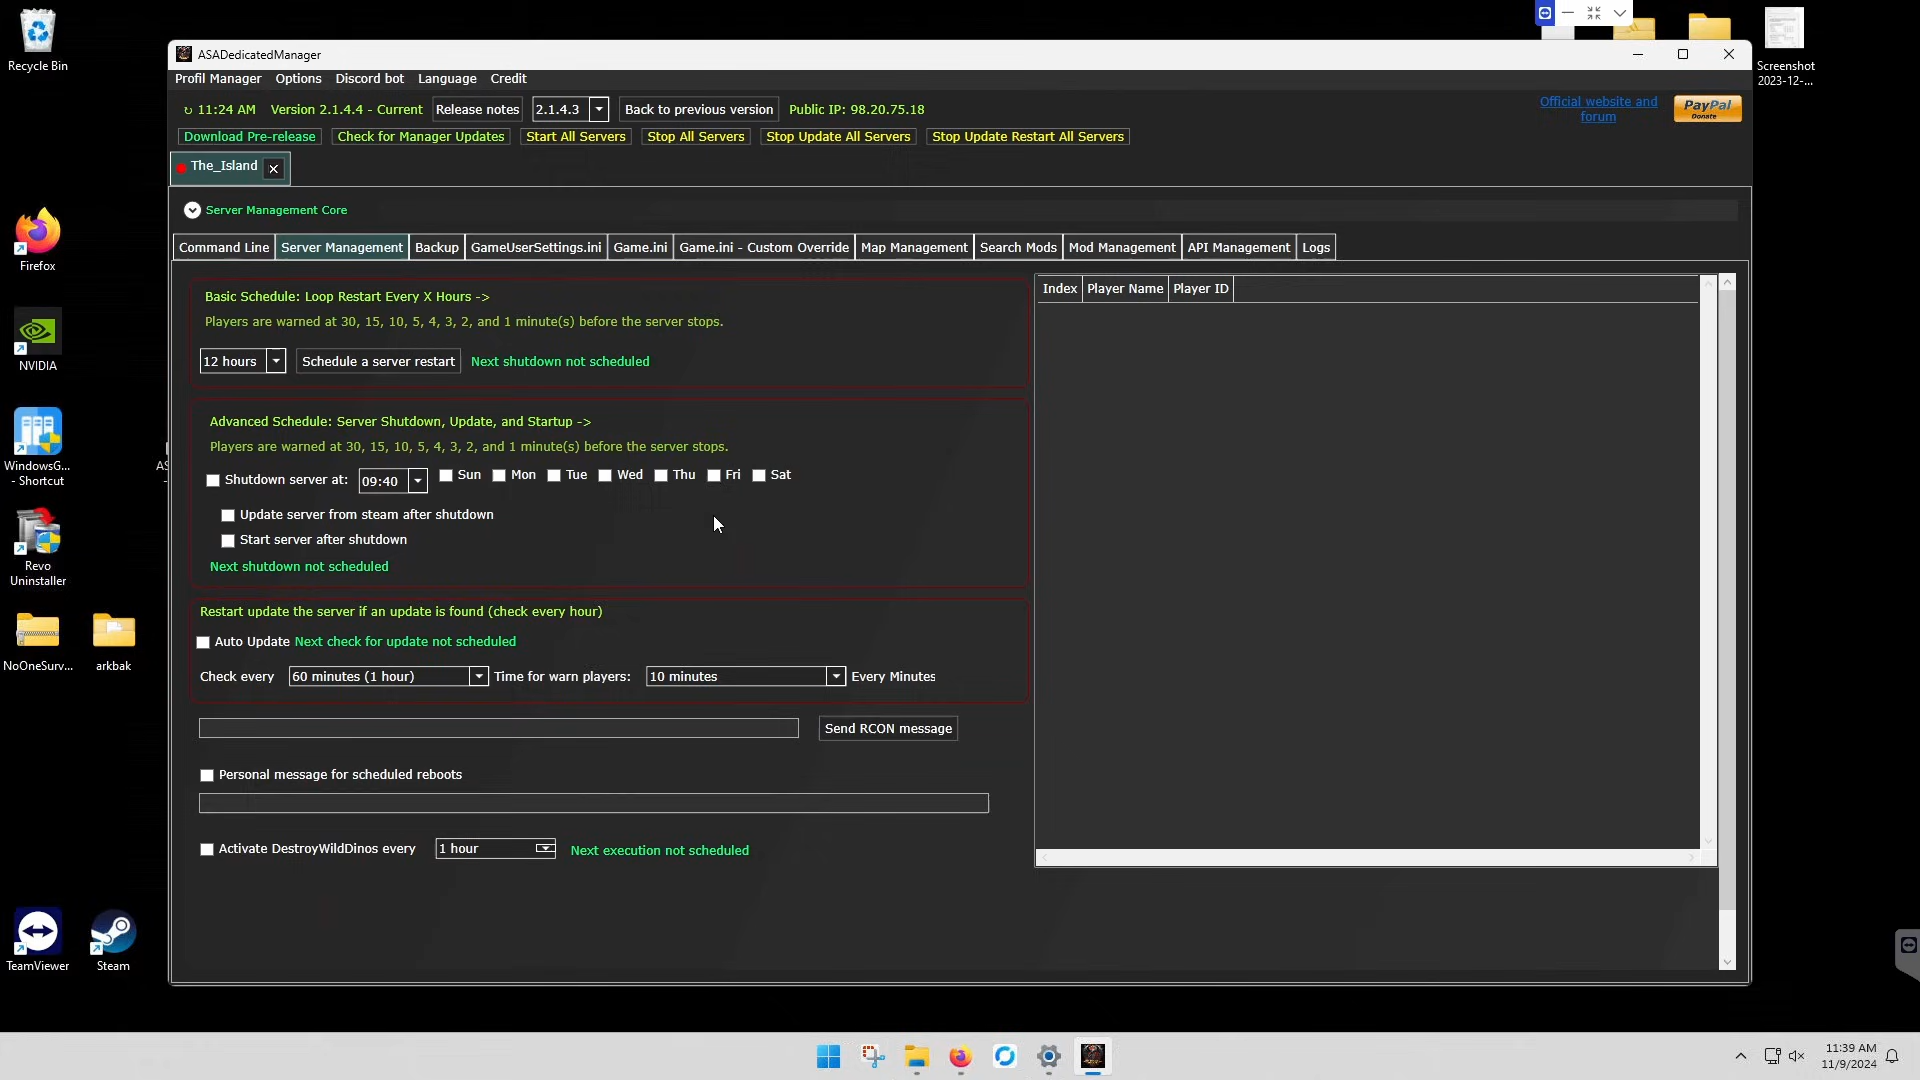 Recycle Bin
Firefox
NVIDIA
WindowsG...
- Shortcut
Revo
Uninstaller
NoOneSurv...
arkbak
TeamViewer
Steam
Screenshot
2023-12-...
ASADedicatedManager
Profil Manager Options Discord bot Language Credit
11:24 AM Version 2.1.4.4 - Current Release notes 2.1.4.3 Back to previous version Public IP: 98.20.75.18
Official website and
forum
PayPal
Donate
Download Pre-release Check for Manager Updates Start All Servers Stop All Servers Stop Update All Servers Stop Update Restart All Servers
The_Island
Server Management Core
Command Line Server Management Backup GameUserSettings.ini Game.ini Game.ini - Custom Override Map Management Search Mods Mod Management API Management Logs
Basic Schedule: Loop Restart Every X Hours ->
Players are warned at 30, 15, 10, 5, 4, 3, 2, and 1 minute(s) before the server stops.
12 hours Schedule a server restart Next shutdown not scheduled
Advanced Schedule: Server Shutdown, Update, and Startup ->
Players are warned at 30, 15, 10, 5, 4, 3, 2, and 1 minute(s) before the server stops.
Shutdown server at: 09:40 Sun Mon Tue Wed Thu Fri Sat
Update server from steam after shutdown
Start server after shutdown
Next shutdown not scheduled
Restart update the server if an update is found (check every hour)
Auto Update Next check for update not scheduled
Check every 60 minutes (1 hour) Time for warn players: 10 minutes Every Minutes
Send RCON message
Personal message for scheduled reboots
Activate DestroyWildDinos every 1 hour Next execution not scheduled
Index Player Name Player ID
AS
11:39 AM
11/9/2024